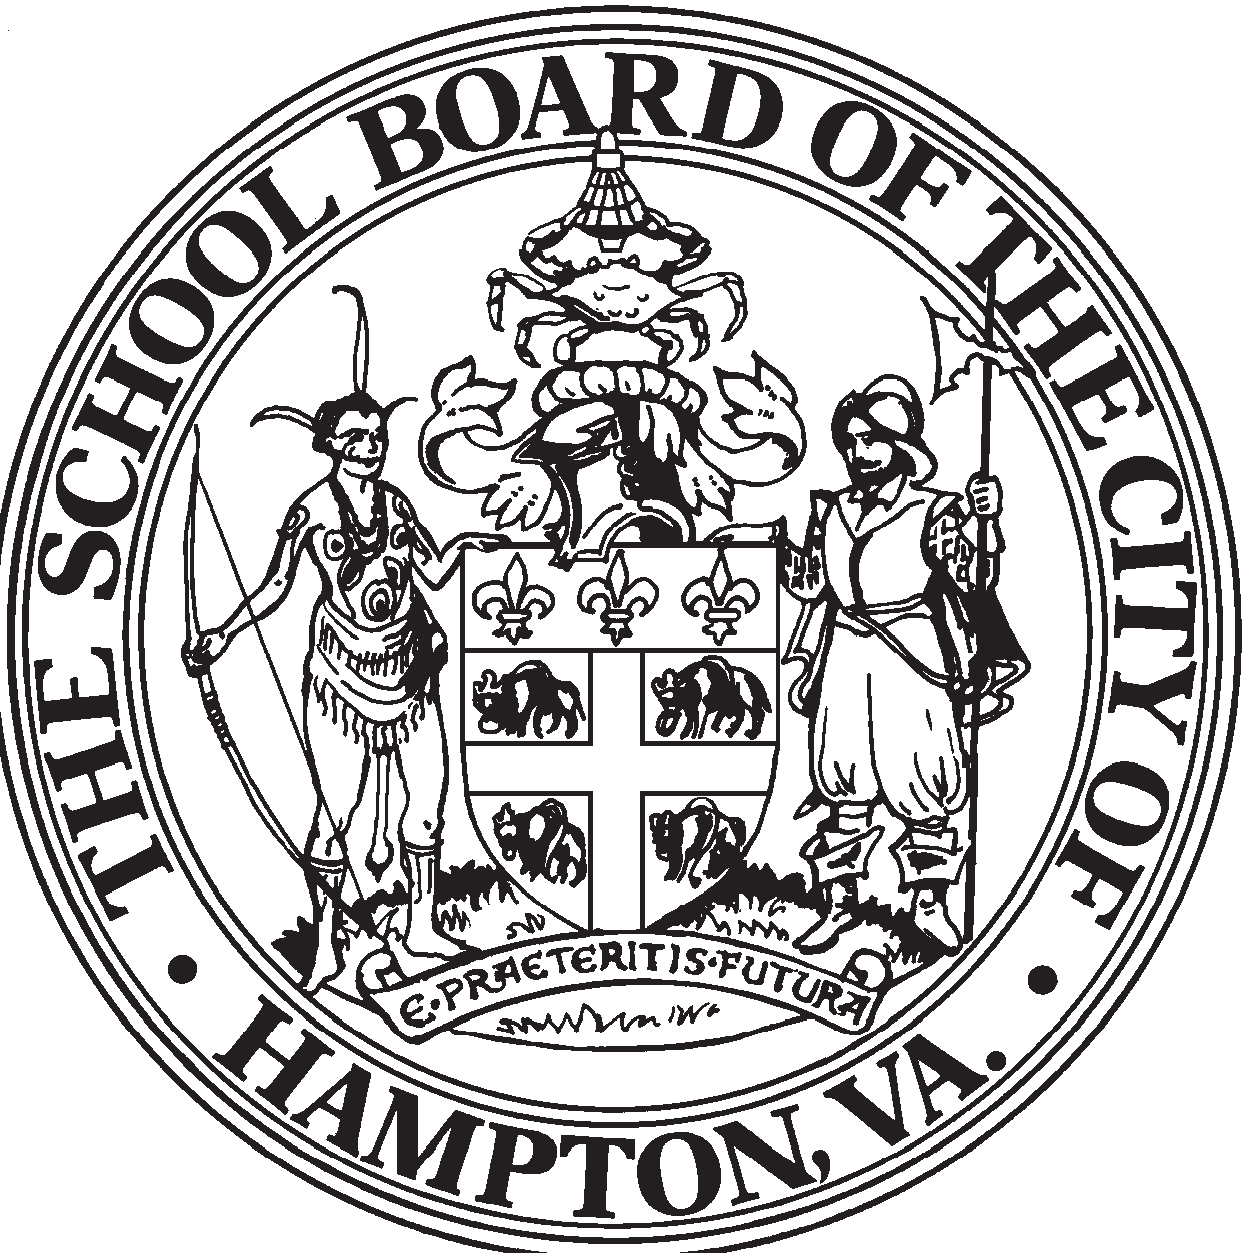 THE SCHOOL BOARD OF THE CITY OF
HAMPTON, VA.
E·PRAETERITIS·FUTURA